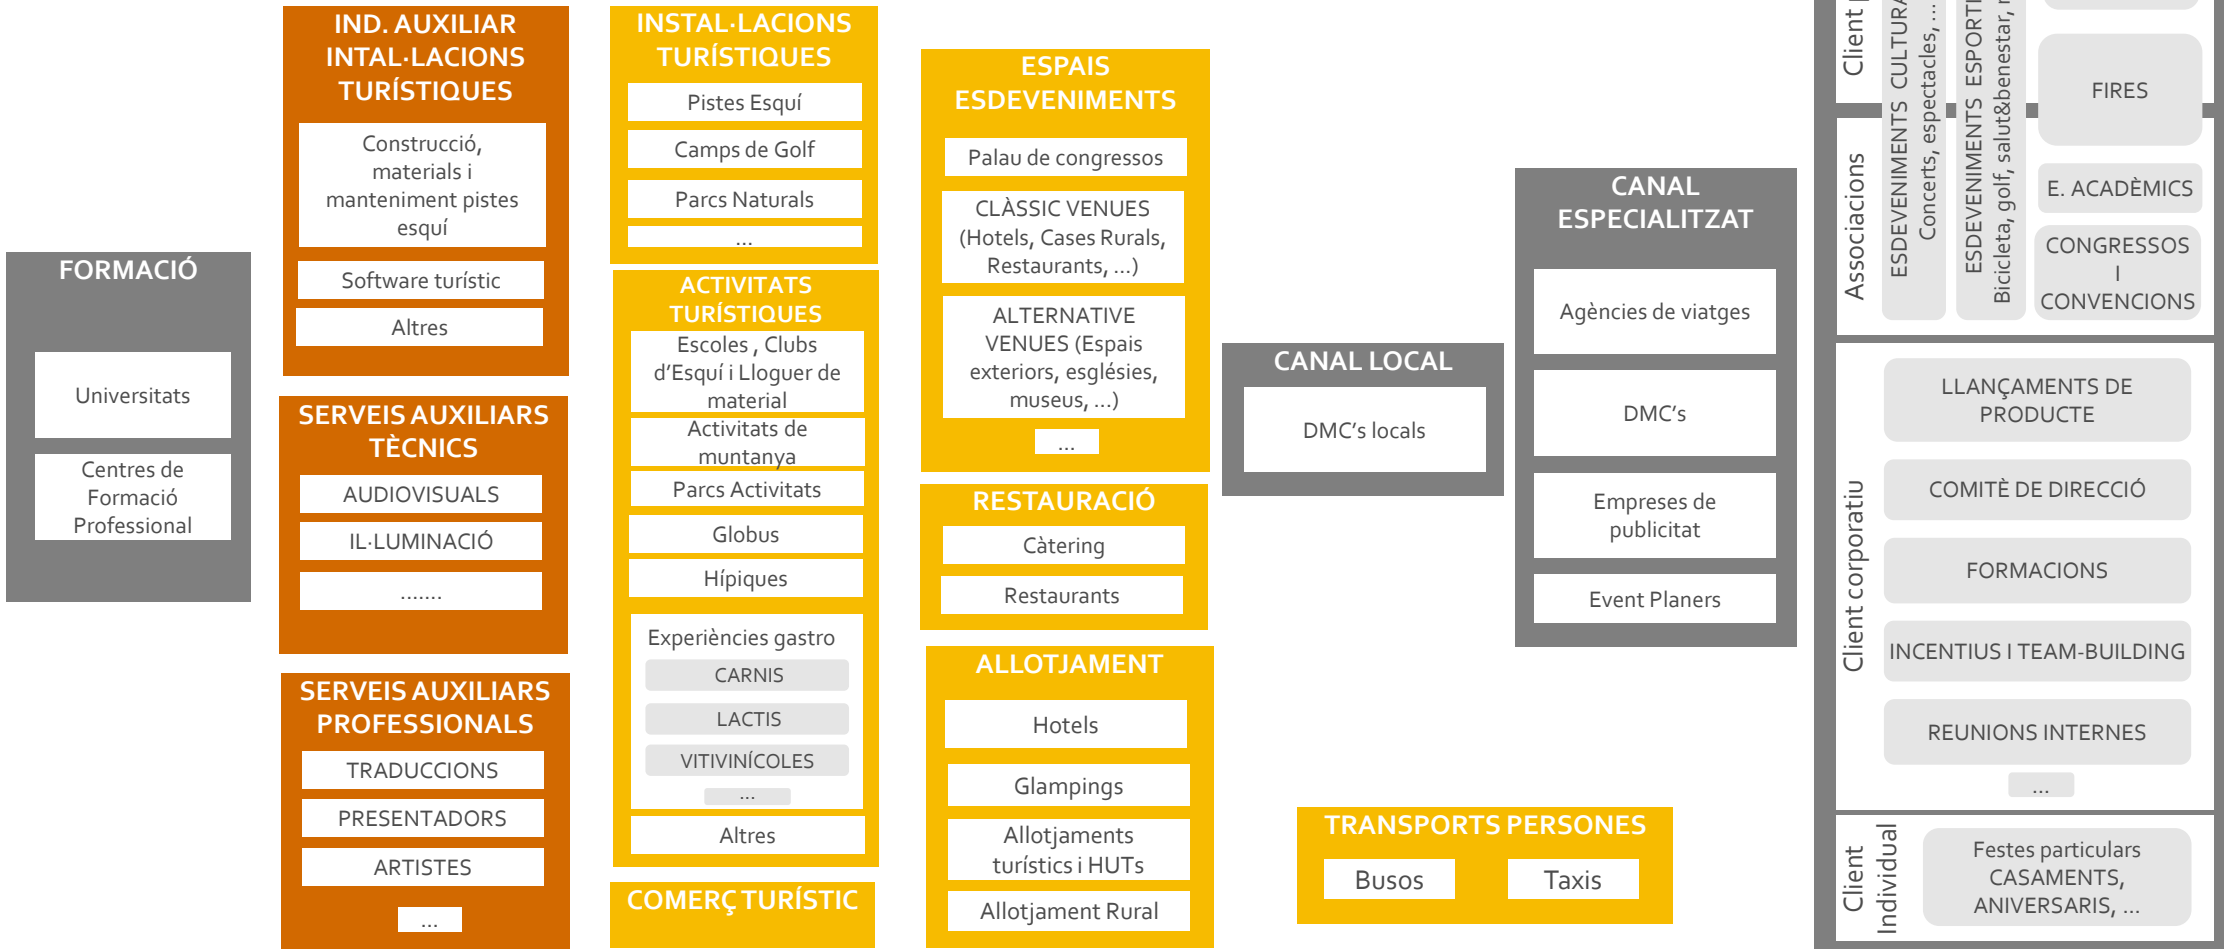 FORMACIÓ
Universitats
Centres de
Formació
Professional
IND. AUXILIAR
INTAL·LACIONS
TURÍSTIQUES
Construcció,
materials i
manteniment pistes
esquí
Software turístic
Altres
SERVEIS AUXILIARS
TÈCNICS
AUDIOVISUALS
IL·LUMINACIÓ
.......
SERVEIS AUXILIARS
PROFESSIONALS
TRADUCCIONS
PRESENTADORS
ARTISTES
...
INSTAL·LACIONS
TURÍSTIQUES
Pistes Esquí
Camps de Golf
Parcs Naturals
...
ACTIVITATS
TURÍSTIQUES
Escoles , Clubs
d'Esquí i Lloguer de
material
Activitats de
muntanya
Parcs Activitats
Globus
Hípiques
Experiències gastro
CARNIS
LACTIS
VITIVINÍCOLES
...
Altres
COMERÇ TURÍSTIC
ESPAIS
ESDEVENIMENTS
Palau de congressos
CLÀSSIC VENUES
(Hotels, Cases Rurals,
Restaurants, ...)
ALTERNATIVE
VENUES (Espais
exteriors, esglésies,
museus, ...)
...
RESTAURACIÓ
Càtering
Restaurants
ALLOTJAMENT
Hotels
Glampings
Allotjaments
turístics i HUTs
Allotjament Rural
CANAL LOCAL
DMC's locals
TRANSPORTS PERSONES
Busos
Taxis
CANAL
ESPECIALITZAT
Agències de viatges
DMC's
Empreses de
publicitat
Event Planers
Client
ESDEVENIMENTS
Concerts, espectacles, ...
ESDEVENIMENTS
Bicicleta, golf, salut&benestar,
FIRES
Associacions
E. ACADÈMICS
CONGRESSOS
I
CONVENCIONS
Client corporatiu
LLANÇAMENTS DE
PRODUCTE
COMITÈ DE DIRECCIÓ
FORMACIONS
INCENTIUS I TEAM-BUILDING
REUNIONS INTERNES
...
Client
Individual
Festes particulars
CASAMENTS,
ANIVERSARIS, ...